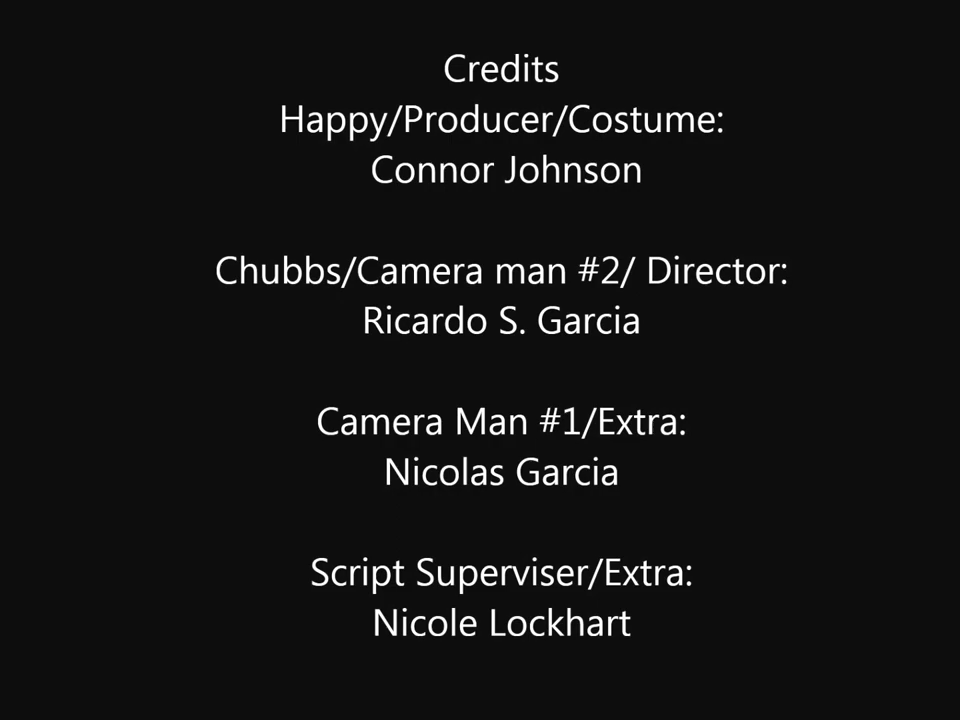 Credits
Happy/Producer/Costume:
Connor Johnson
Chubbs/Camera man #2/ Director:
Ricardo S. Garcia
Camera Man #1/Extra:
Nicolas Garcia
Script Superviser/Extra:
Nicole Lockhart